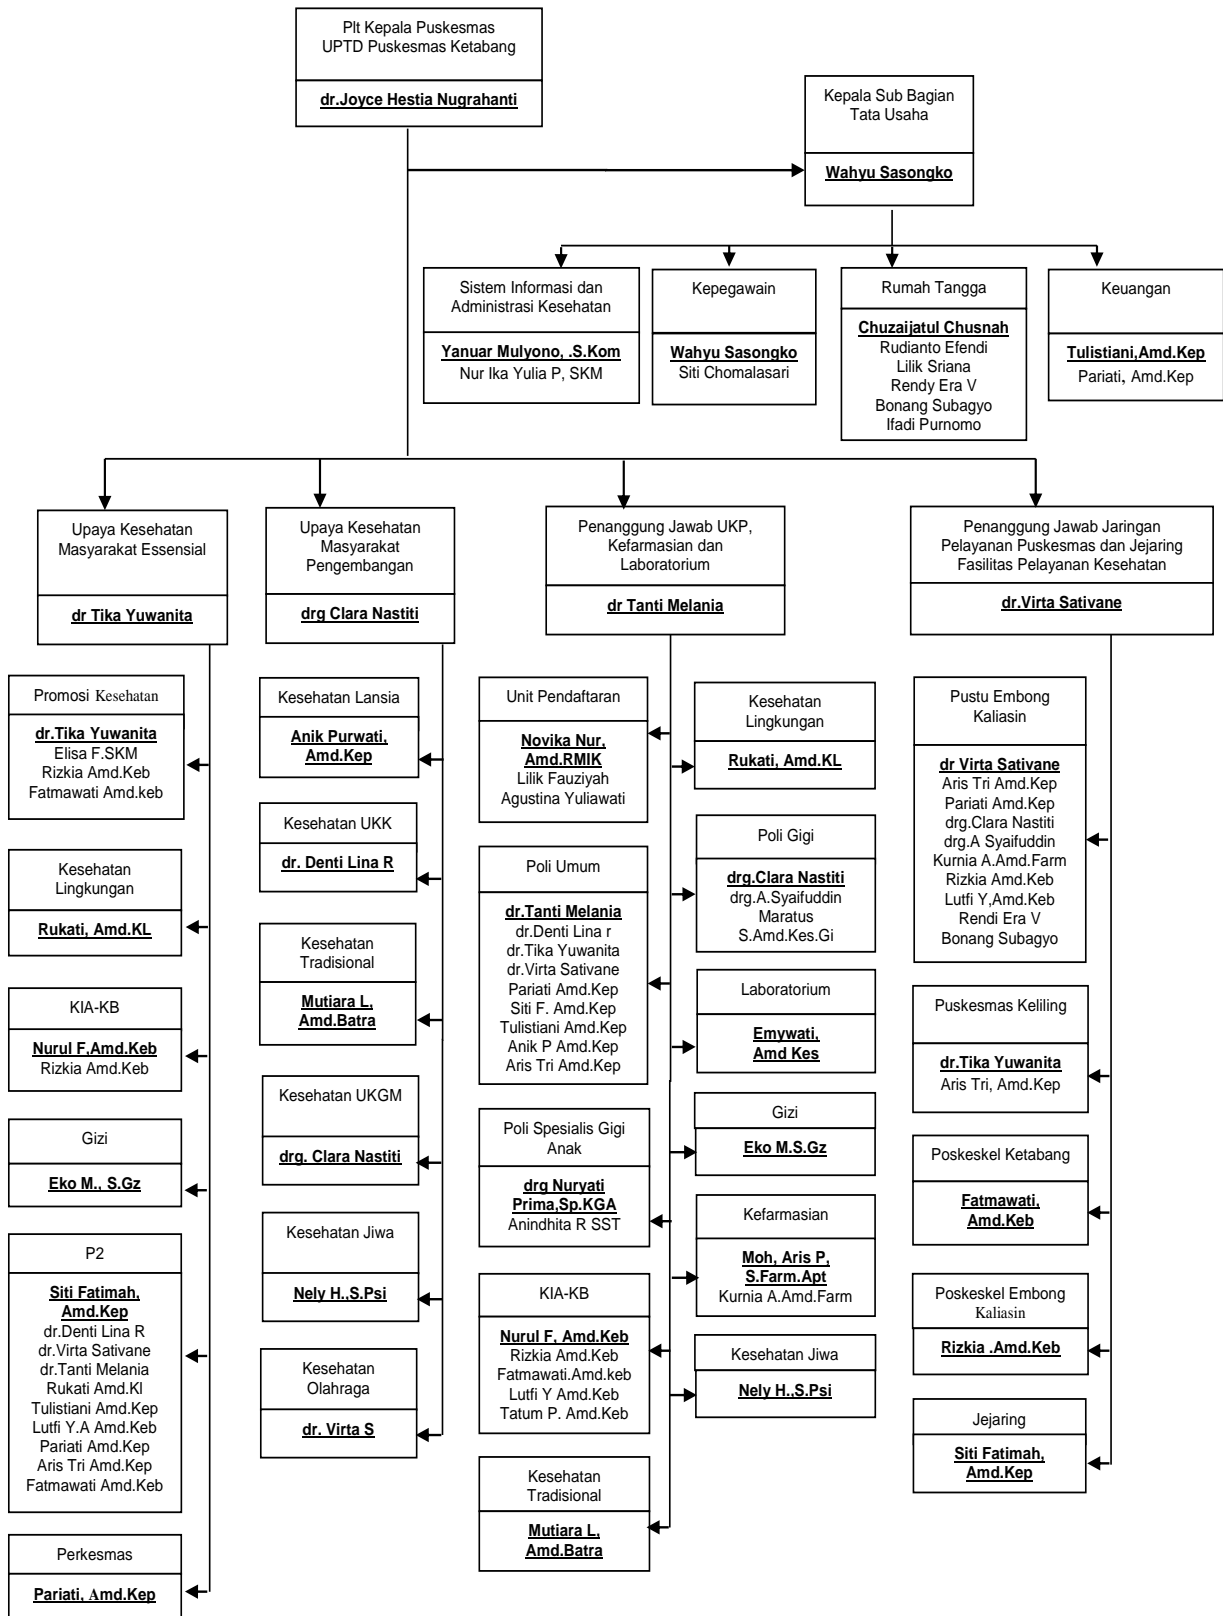 Plt Kepala Puskesmas
UPTD Puskesmas Ketabang
dr.Joyce Hestia Nugrahanti
Kepala Sub Bagian
Tata Usaha
Wahyu Sasongko
Sistem Informasi dan
Administrasi Kesehatan
Yanuar Mulyono, .S.Kom
Nur Ika Yulia P, SKM
Kepegawain
Wahyu Sasongko
Siti Chomalasari
Rumah Tangga
Chuzaijatul Chusnah
Rudianto Efendi
Lilik Sriana
Rendy Era V
Bonang Subagyo
Ifadi Purnomo
Keuangan
Tulistiani,Amd.Kep
Pariati, Amd.Kep
Upaya Kesehatan
Masyarakat Essensial
dr Tika Yuwanita
Upaya Kesehatan
Masyarakat
Pengembangan
drg Clara Nastiti
Penanggung Jawab UKP,
Kefarmasian dan
Laboratorium
dr Tanti Melania
Penanggung Jawab Jaringan
Pelayanan Puskesmas dan Jejaring
Fasilitas Pelayanan Kesehatan
dr.Virta Sativane
Promosi Kesehatan
dr.Tika Yuwanita
Elisa F.SKM
Rizkia Amd.Keb
Fatmawati Amd.keb
Kesehatan
Lingkungan
Rukati, Amd.KL
KIA-KB
Nurul F,Amd.Keb
Rizkia Amd.Keb
Gizi
Eko M., S.Gz
P2
Siti Fatimah,
Amd.Kep
dr.Denti Lina R
dr.Virta Sativane
dr.Tanti Melania
Rukati Amd.Kl
Tulistiani Amd.Kep
Lutfi Y.A Amd.Keb
Pariati Amd.Kep
Aris Tri Amd.Kep
Fatmawati Amd.Keb
Perkesmas
Pariati, Amd.Kep
Kesehatan Lansia
Anik Purwati,
Amd.Kep
Kesehatan UKK
dr. Denti Lina R
Kesehatan
Tradisional
Mutiara L,
Amd.Batra
Kesehatan UKGM
drg. Clara Nastiti
Kesehatan Jiwa
Nely H.,S.Psi
Kesehatan
Olahraga
dr. Virta S
Unit Pendaftaran
Novika Nur,
Amd.RMIK
Lilik Fauziyah
Agustina Yuliawati
Poli Umum
dr.Tanti Melania
dr.Denti Lina r
dr.Tika Yuwanita
dr.Virta Sativane
Pariati Amd.Kep
Siti F. Amd.Kep
Tulistiani Amd.Kep
Anik P Amd.Kep
Aris Tri Amd.Kep
Poli Spesialis Gigi
Anak
drg Nuryati
Prima,Sp.KGA
Anindhita R SST
KIA-KB
Nurul F, Amd.Keb
Rizkia Amd.Keb
Fatmawati.Amd.keb
Lutfi Y Amd.Keb
Tatum P. Amd.Keb
Kesehatan
Tradisional
Mutiara L,
Amd.Batra
Kesehatan
Lingkungan
Rukati, Amd.KL
Poli Gigi
drg.Clara Nastiti
drg.A.Syaifuddin
Maratus
S.Amd.Kes.Gi
Laboratorium
Emywati,
Amd Kes
Gizi
Eko M.S.Gz
Kefarmasian
Moh, Aris P,
S.Farm.Apt
Kurnia A.Amd.Farm
Kesehatan Jiwa
Nely H.,S.Psi
Pustu Embong
Kaliasin
dr Virta Sativane
Aris Tri Amd.Kep
Pariati Amd.Kep
drg.Clara Nastiti
drg.A Syaifuddin
Kurnia A.Amd.Farm
Rizkia Amd.Keb
Lutfi Y,Amd.Keb
Rendi Era V
Bonang Subagyo
Puskesmas Keliling
dr.Tika Yuwanita
Aris Tri, Amd.Kep
Poskeskel Ketabang
Fatmawati,
Amd.Keb
Poskeskel Embong
Kaliasin
Rizkia .Amd.Keb
Jejaring
Siti Fatimah,
Amd.Kep